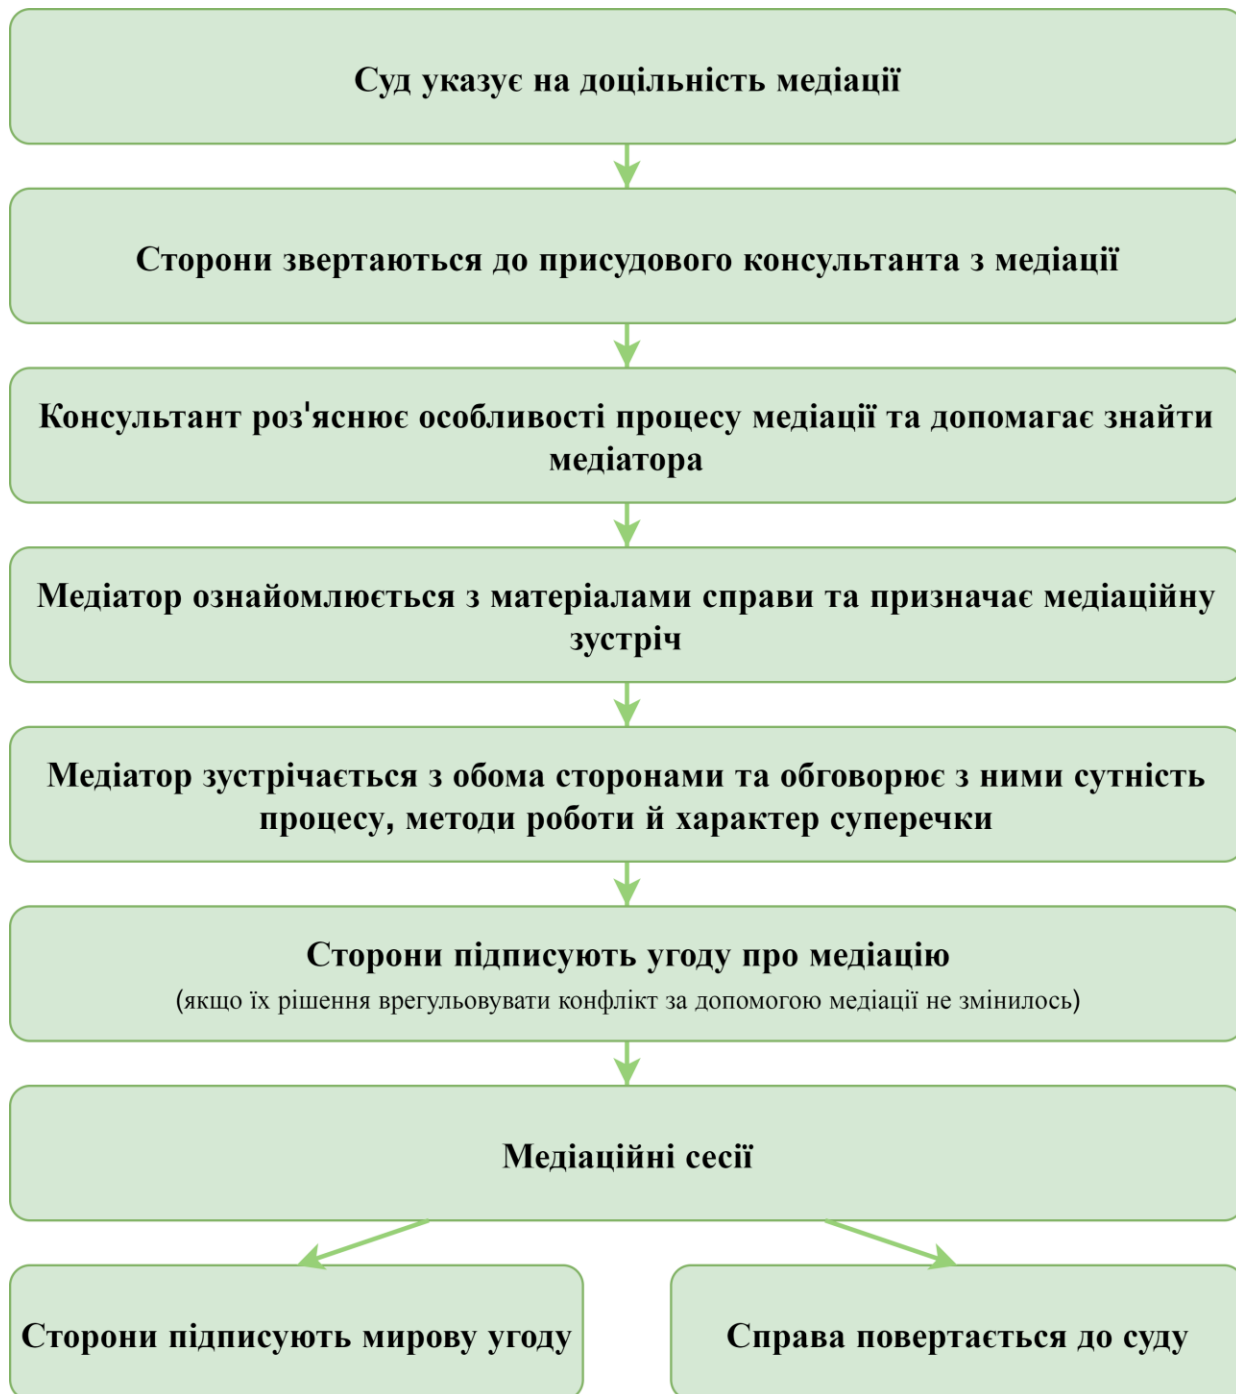 Суд указує на доцільність медіації
Сторони звертаються до присудового консультанта з медіації
Консультант роз'яснює особливості процесу медіації та допомагає знайти
медіатора
Медіатор ознайомлюється з матеріалами справи та призначає медіаційну
зустріч
Медіатор зустрічається з обома сторонами та обговорює з ними сутність
процесу, методи роботи й характер суперечки
Сторони підписують угоду про медіацію
(якщо їх рішення врегульовувати конфлікт за допомогою медіації не змінилось)
Медіаційні сесії
Сторони підписують мирову угоду
Справа повертається до суду